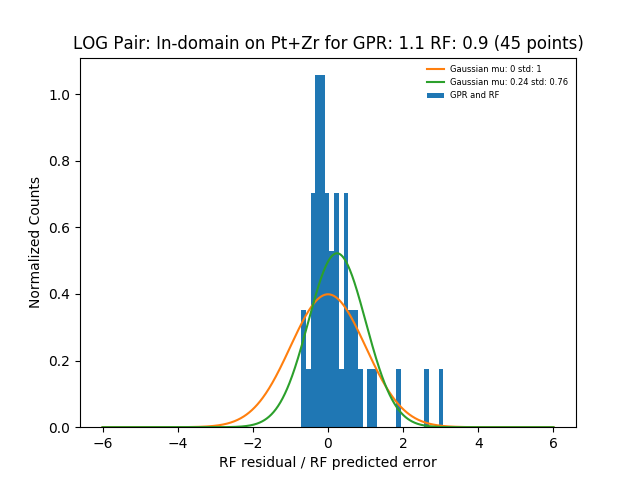 LOG Pair: In-domain on Pt+Zr for GPR: 1.1 RF: 0.9 (45 points)
Gaussian mu: 0 std: 1
Gaussian mu: 0.24 std: 0.76
GPR and RF
Normalized Counts
1.0
0.8
0.6
0.4
0.2
0.0
−6 −4 −2 0 2 4 6
RF residual / RF predicted error